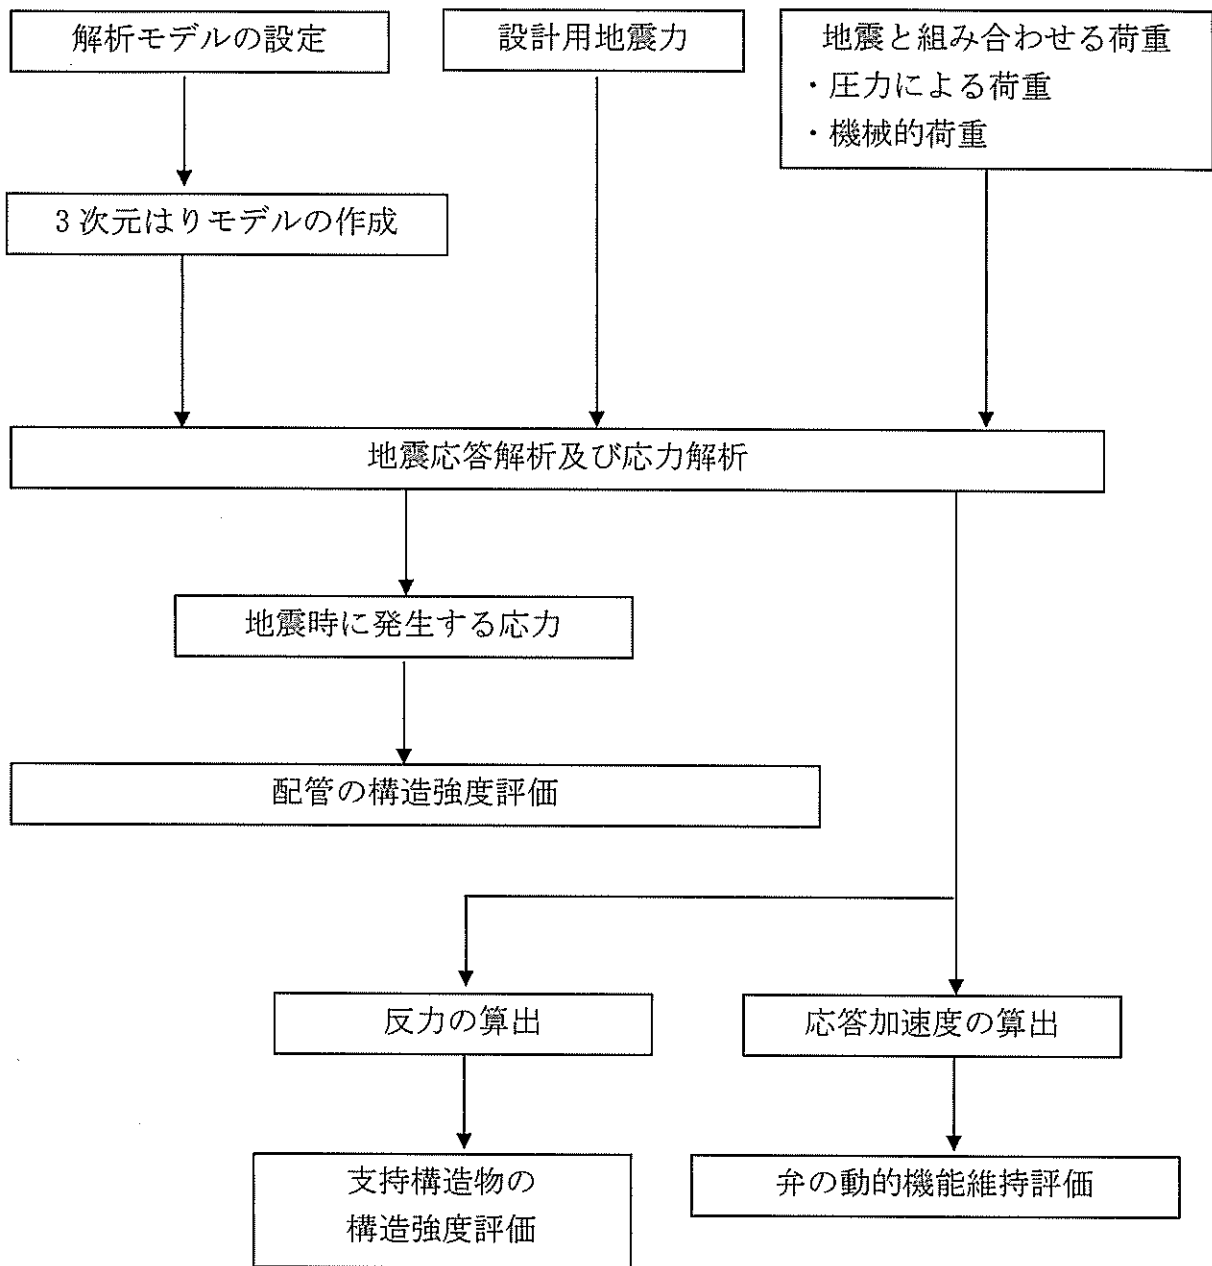 解析モデルの設定
設計用地震力
地震と組み合わせる荷重
・圧力による荷重
・機械的荷重
3次元はりモデルの作成
地震応答解析及び応力解析
地震時に発生する応力
配管の構造強度評価
反力の算出
応答加速度の算出
支持構造物の
構造強度評価
弁の動的機能維持評価